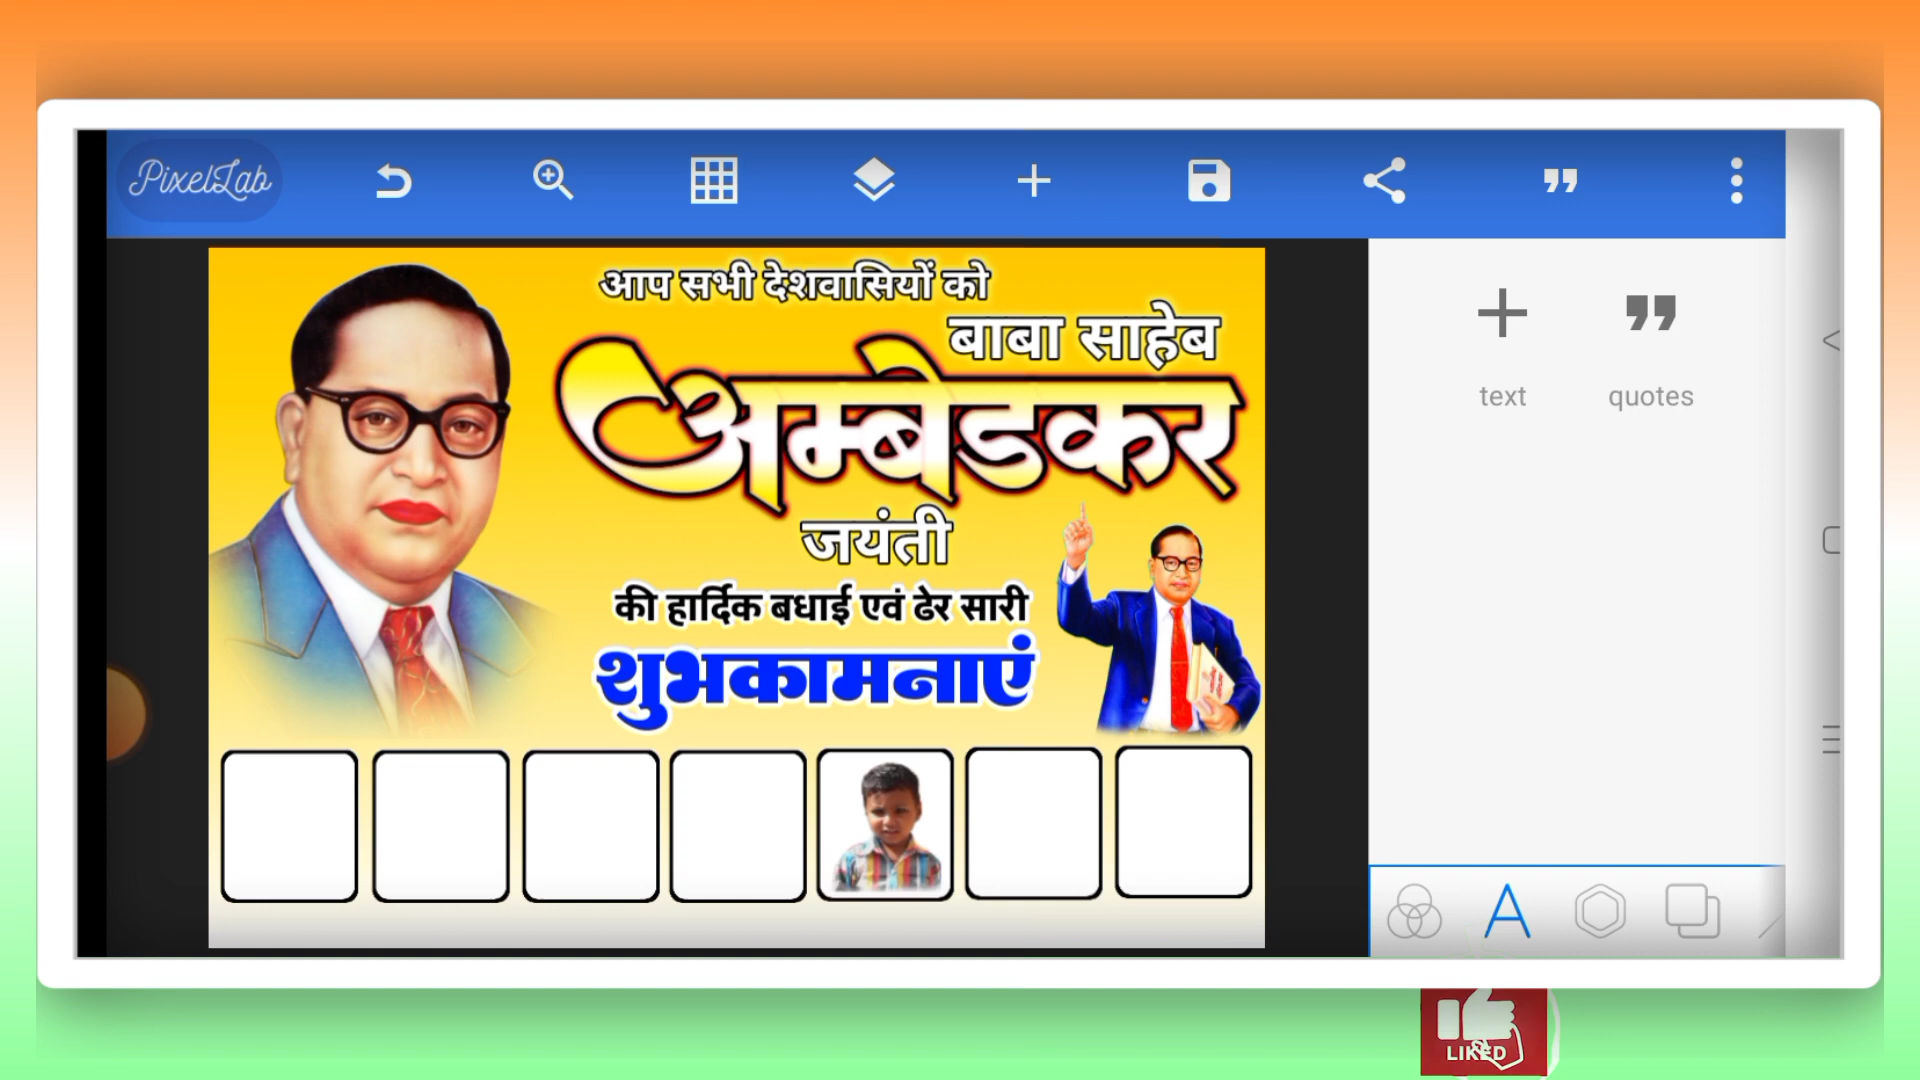 PixelLab
आप सभी देशवासियों को
बाबा साहेब
अम्बेडकर
जयंती
की हार्दिक बधाई एवं ढेर सारी
शुभकामनाएं
text
quotes
LIKED